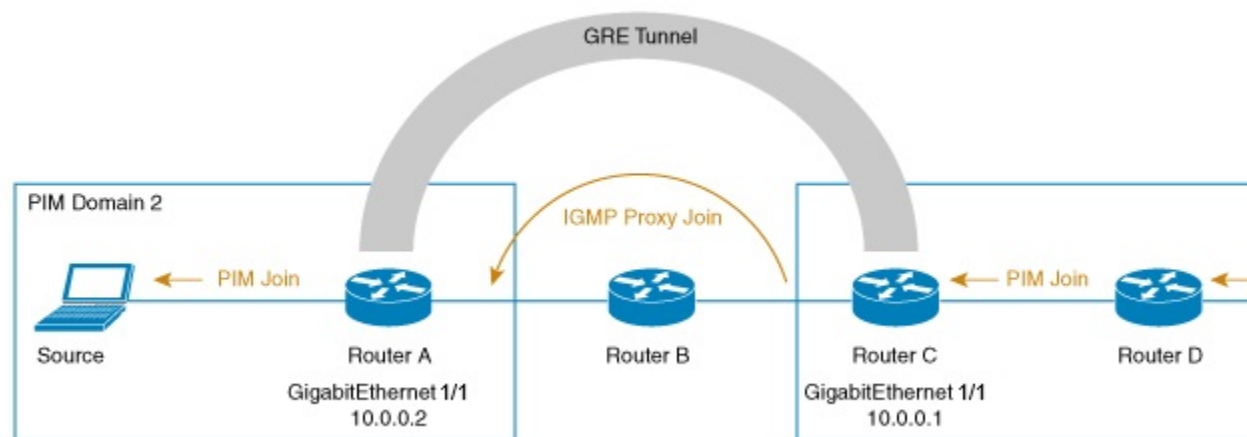 GRE Tunnel
PIM Domain 2
IGMP Proxy Join
PIM Join
PIM Join
Source
Router A
Router B
Router C
Router D
GigabitEthernet 1/1
10.0.0.2
GigabitEthernet 1/1
10.0.0.1